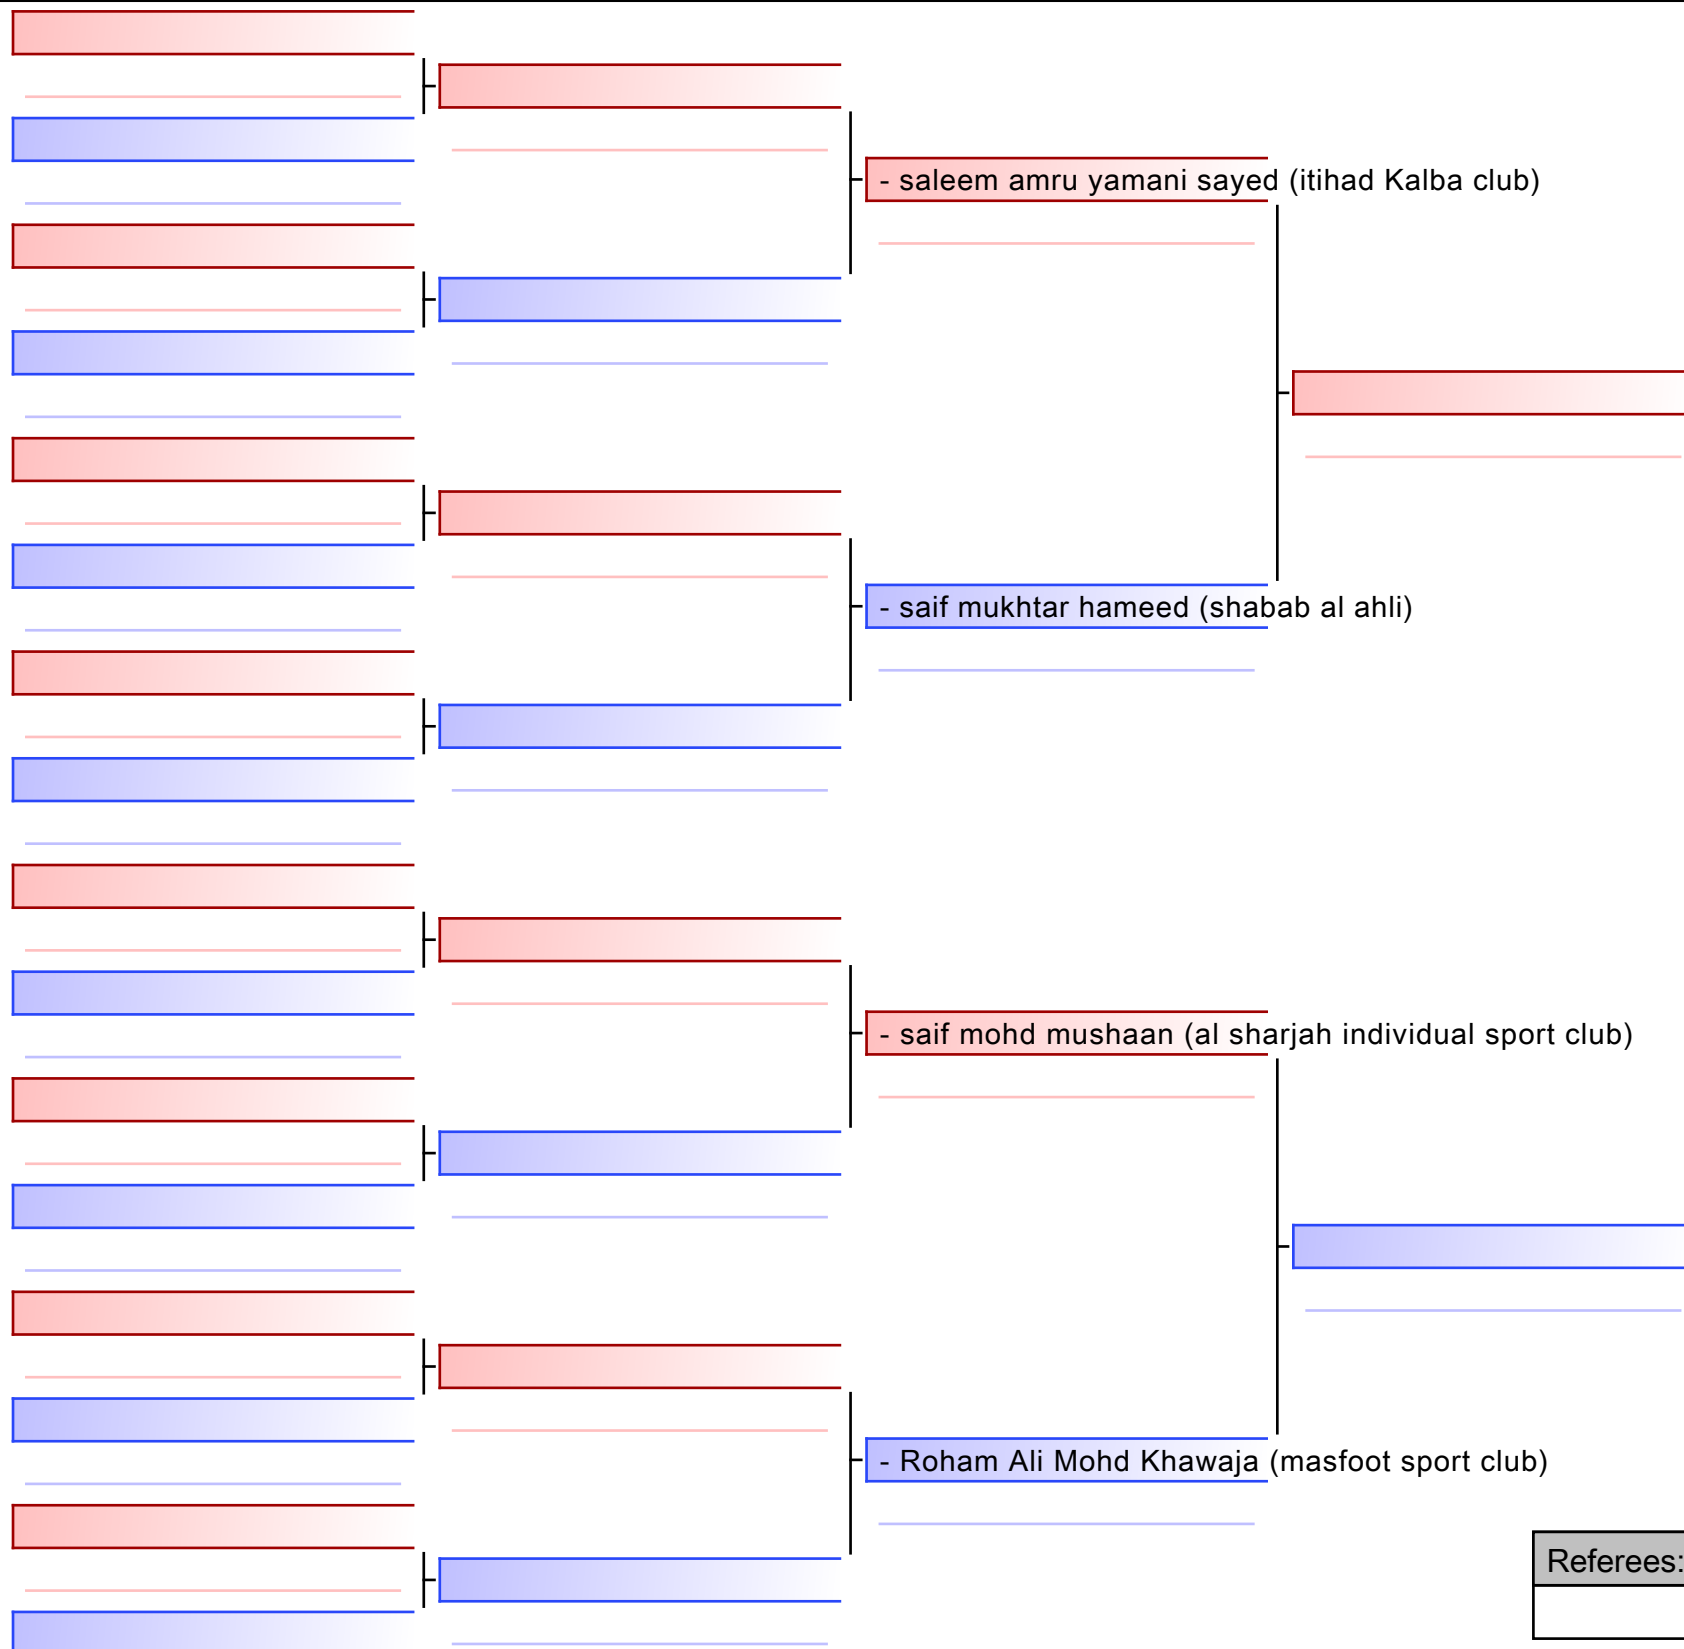 - saleem amru yamani sayed (itihad Kalba club)
- saif mukhtar hameed (shabab al ahli)
- saif mohd mushaan (al sharjah individual sport club)
- Roham Ali Mohd Khawaja (masfoot sport club)
Referees: